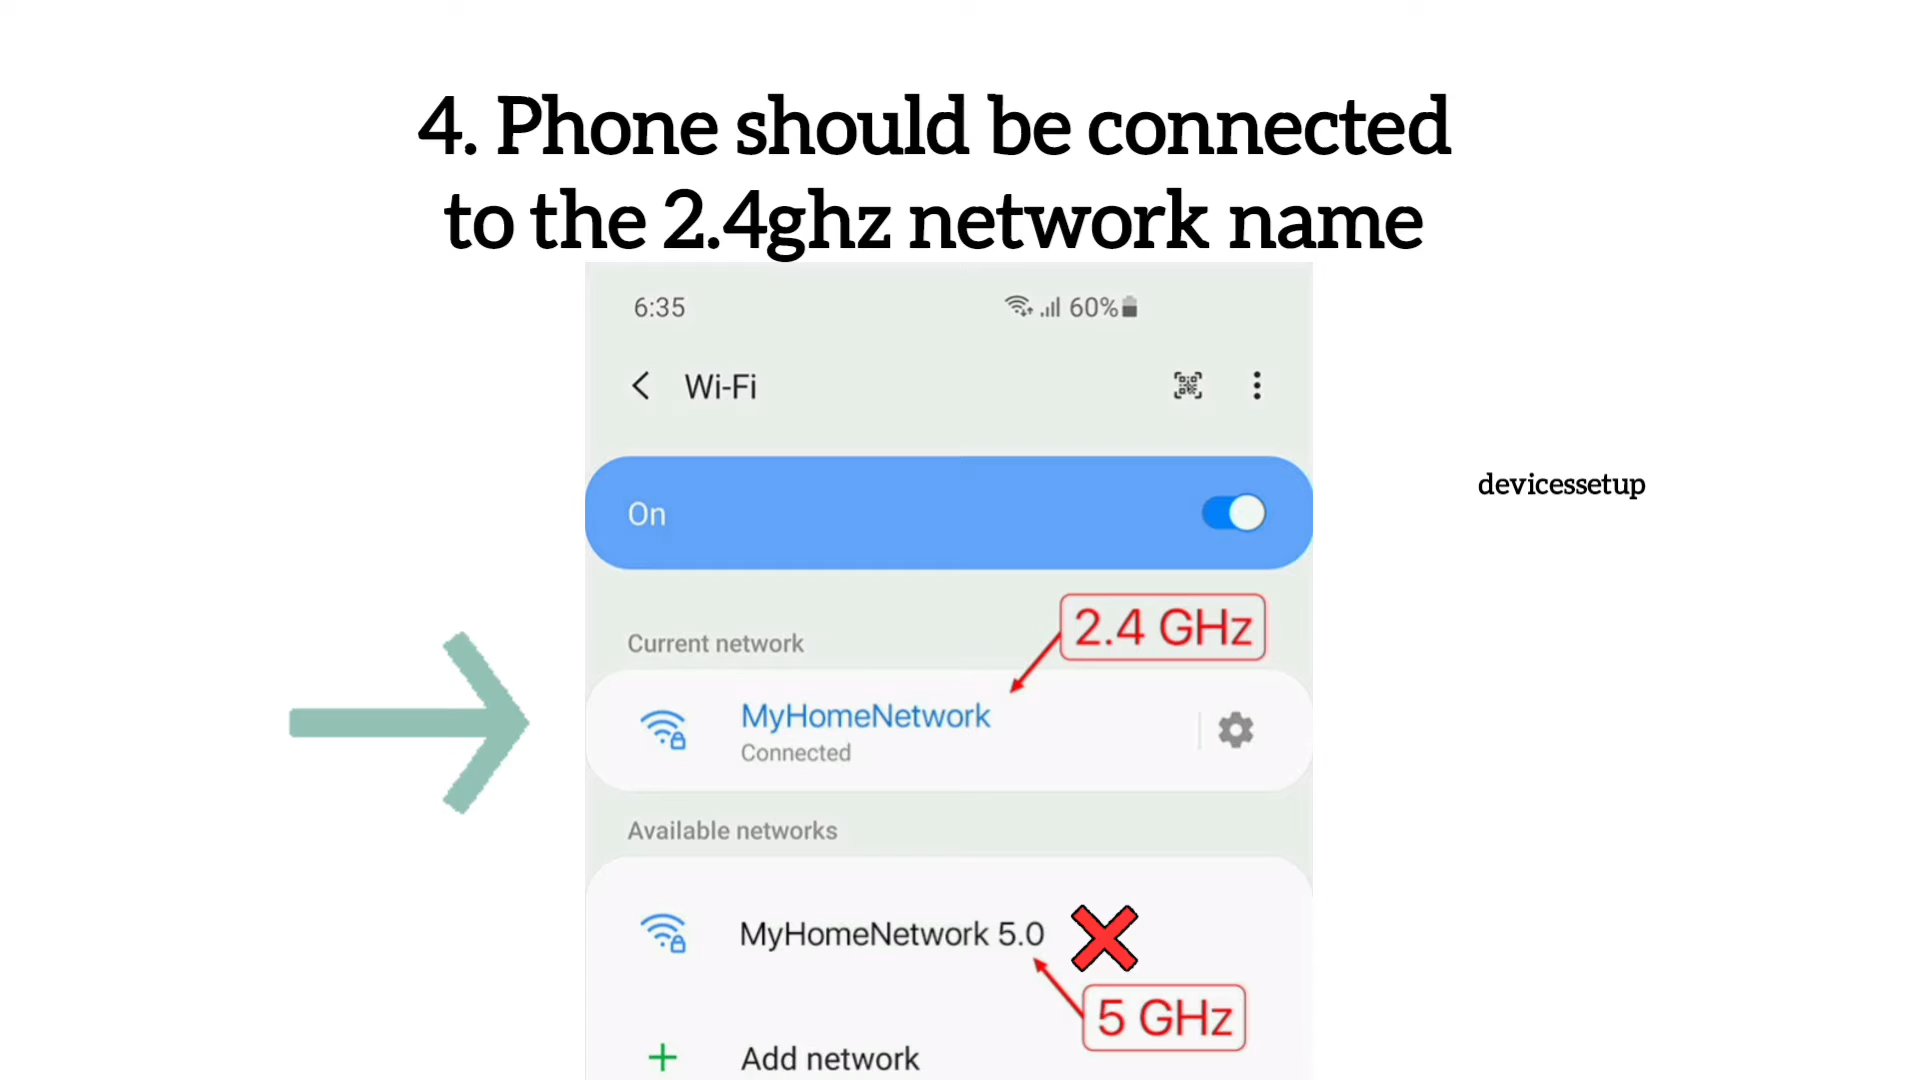 4. Phone should be connected
to the 2.4ghz network name
6:35
60%
Wi-Fi
On
devicessetup
2.4 GHz
Current network
MyHomeNetwork
Connected
Available networks
MyHomeNetwork 5.0
5 GHz
Add network